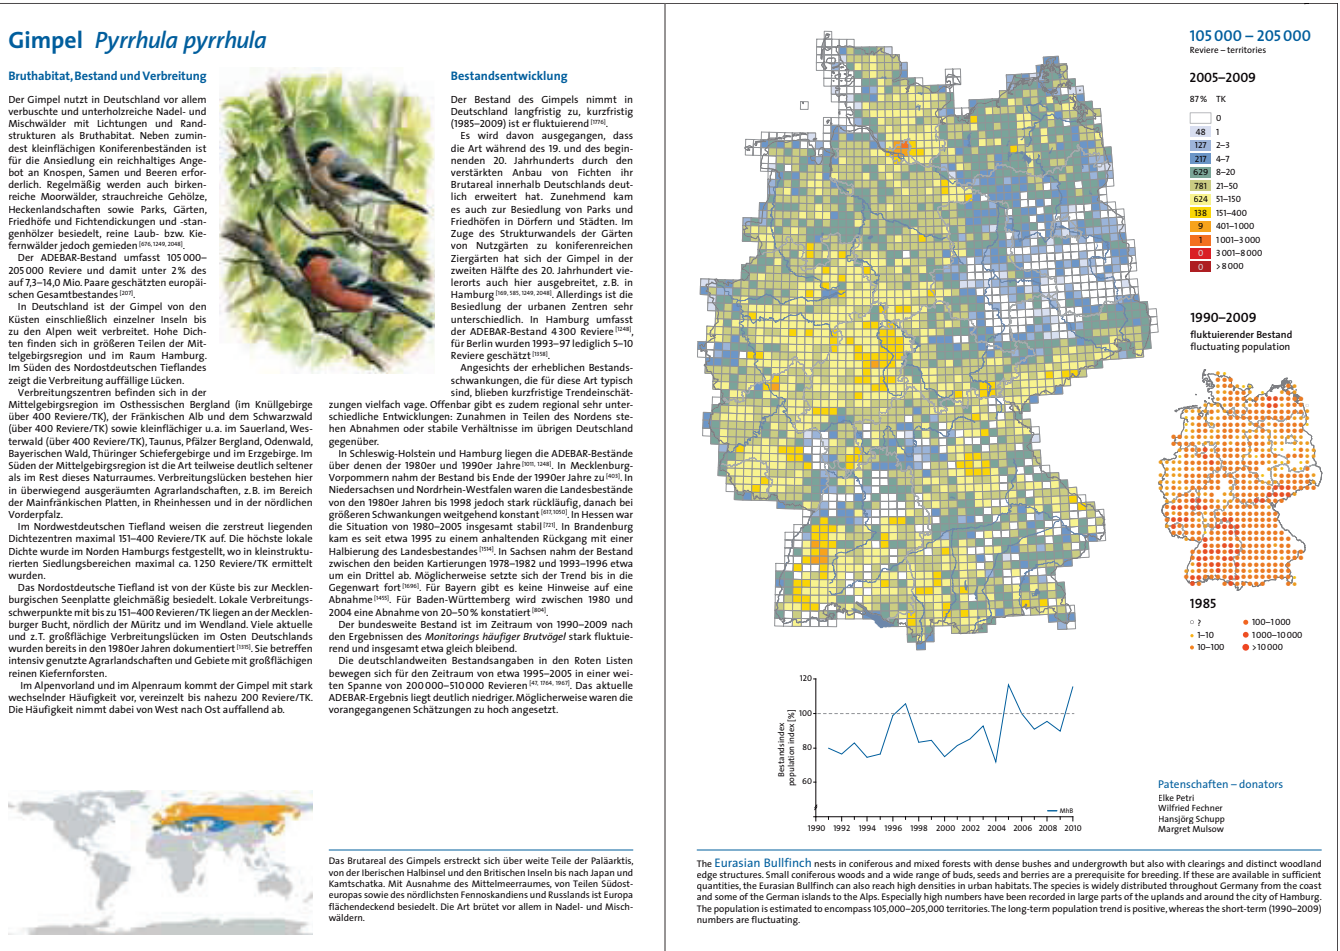 Gimpel Pyrrhula pyrrhula
Bruthabitat, Bestand und Verbreitung
Der Gimpel nutzt in Deutschland vor allem
verbuschte und unterholzreiche Nadel- und
Mischwälder mit Lichtungen und Rand-
strukturen als Bruthabitat. Neben zumin-
dest kleinflächigen Koniferenbeständen ist
für die Ansiedlung ein reichhaltiges Ange-
bot an Knospen, Samen und Beeren erfor-
derlich. Regelmäßig werden auch birken-
reiche Moorwälder, strauchreiche Gehölze,
Heckenlandschaften sowie Parks, Gärten,
Friedhöfe und Fichtendickungen und -stan-
genhölzer besiedelt, reine Laub- bzw. Kie-
fernwälder jedoch gemieden [676, 1249, 2048].
Der ADEBAR-Bestand umfasst 105 000–
205 000 Reviere und damit unter 2% des
auf 7,3–14,0 Mio. Paare geschätzten europäi-
schen Gesamtbestandes [207].
In Deutschland ist der Gimpel von den
Küsten einschließlich einzelner Inseln bis
zu den Alpen weit verbreitet. Hohe Dich-
ten finden sich in größeren Teilen der Mit-
telgebirgsregion und im Raum Hamburg.
Im Süden des Nordostdeutschen Tieflandes
zeigt die Verbreitung auffällige Lücken.
Verbreitungszentren befinden sich in der
Mittelgebirgsregion im Osthessischen Bergland (im Knüllgebirge
über 400 Reviere/TK), der Fränkischen Alb und dem Schwarzwald
(über 400 Reviere/TK) sowie kleinflächiger u.a. im Sauerland, Wes-
terwald (über 400 Reviere/TK), Taunus, Pfälzer Bergland, Odenwald,
Bayerischen Wald, Thüringer Schiefergebirge und im Erzgebirge. Im
Süden der Mittelgebirgsregion ist die Art teilweise deutlich seltener
als im Rest dieses Naturraumes. Verbreitungslücken bestehen hier
in überwiegend ausgeräumten Agrarlandschaften, z.B. im Bereich
der Mainfränkischen Platten, in Rheinhessen und in der nördlichen
Vorderpfalz.
Im Nordwestdeutschen Tiefland weisen die zerstreut liegenden
Dichtezentren maximal 151–400 Reviere/TK auf. Die höchste lokale
Dichte wurde im Norden Hamburgs festgestellt, wo in kleinstruktu-
rierten Siedlungsbereichen maximal ca. 1250 Reviere/TK ermittelt
wurden.
Das Nordostdeutsche Tiefland ist von der Küste bis zur Mecklen-
burgischen Seenplatte gleichmäßig besiedelt. Lokale Verbreitungs-
schwerpunkte mit bis zu 151–400 Revieren/TK liegen an der Mecklen-
burger Bucht, nördlich der Müritz und im Wendland. Viele aktuelle
und z.T. großflächige Verbreitungslücken im Osten Deutschlands
wurden bereits in den 1980er Jahren dokumentiert [1315]. Sie betreffen
intensiv genutzte Agrarlandschaften und Gebiete mit großflächigen
reinen Kiefernforsten.
Im Alpenvorland und im Alpenraum kommt der Gimpel mit stark
wechselnder Häufigkeit vor, vereinzelt bis nahezu 200 Reviere/TK.
Die Häufigkeit nimmt dabei von West nach Ost auffallend ab.
Bestandsentwicklung
Der Bestand des Gimpels nimmt in
Deutschland langfristig zu, kurzfristig
(1985–2009) ist er fluktuierend [1776].
Es wird davon ausgegangen, dass
die Art während des 19. und des begin-
nenden 20. Jahrhunderts durch den
verstärkten Anbau von Fichten ihr
Brutareal innerhalb Deutschlands deut-
lich erweitert hat. Zunehmend kam
es auch zur Besiedlung von Parks und
Friedhöfen in Dörfern und Städten. Im
Zuge des Strukturwandels der Gärten
von Nutzgärten zu koniferenreichen
Ziergärten hat sich der Gimpel in der
zweiten Hälfte des 20. Jahrhundert vie-
lerorts auch hier ausgebreitet, z.B. in
Hamburg [169, 585, 1249, 2048]. Allerdings ist die
Besiedlung der urbanen Zentren sehr
unterschiedlich. In Hamburg umfasst
der ADEBAR-Bestand 4 300 Reviere [1248],
für Berlin wurden 1993–97 lediglich 5–10
Reviere geschätzt [1358].
Angesichts der erheblichen Bestands-
schwankungen, die für diese Art typisch
sind, bieben kurzfristige Trendeinschät-
zungen vielfach vage. Offenbar gibt es zudem regional sehr unter-
schiedliche Entwicklungen: Zunahmen in Teilen des Nordens ste-
hen Abnahmen oder stabile Verhältnisse im übrigen Deutschland
gegenüber.
In Schleswig-Holstein und Hamburg liegen die ADEBAR-Bestände
über denen der 1980er und 1990er Jahre [1011, 1248]. In Mecklenburg-
Vorpommern nahm der Bestand bis Ende der 1990er Jahre zu [401]. In
Niedersachsen und Nordrhein-Westfalen waren die Landesbestände
von den 1980er Jahren bis 1998 jedoch stark rückläufig, danach bei
größeren Schwankungen weitgehend konstant [617, 1050]. In Hessen war
die Situation von 1980–2005 insgesamt stabil [721]. In Brandenburg
kam es seit etwa 1995 zu einem anhaltenden Rückgang mit einer
Halbierung des Landesbestandes [1514]. In Sachsen nahm der Bestand
zwischen den beiden Kartierungen 1978–1982 und 1993–1996 etwa
um ein Drittel ab. Möglicherweise setzte sich der Trend bis in die
Gegenwart fort [1696]. Für Bayern gibt es keine Hinweise auf eine
Abnahme [1455]. Für Baden-Württemberg wird zwischen 1980 und
2004 eine Abnahme von 20–50% konstatiert [804].
Der bundesweite Bestand ist im Zeitraum von 1990–2009 nach
den Ergebnissen des Monitorings häufiger Brutvögel stark fluktuie-
rend und insgesamt etwa gleich bleibend.
Die deutschlandweiten Bestandsangaben in den Roten Listen
bewegen sich für den Zeitraum von etwa 1995–2005 in einer wei-
ten Spanne von 200 000–510 000 Revieren [47, 1764, 1967]. Das aktuelle
ADEBAR-Ergebnis liegt deutlich niedriger. Möglicherweise waren die
vorangegangenen Schätzungen zu hoch angesetzt.
Das Brutareal des Gimpels erstreckt sich über weite Teile der Paläarktis,
von der Iberischen Halbinsel und den Britischen Inseln bis nach Japan und
Kamtschatka. Mit Ausnahme des Mittelmeerraumes, von Teilen Südost-
europas sowie des nördlichsten Fennoskandiens und Russlands ist Europa
flächendeckend besiedelt. Die Art brütet vor allem in Nadel- und Misch-
wäldern.
105 000 – 205 000
Reviere – territories
2005–2009
87% TK
0
48 1
127 2–3
217 4–7
629 8–20
781 21–50
624 51–150
138 151–400
9 401–1000
1 1001–3 000
0 3 001–8 000
0 >8 000
1990–2009
fluktuierender Bestand
fluctuating population
1985
?
1–10
10–100
100–1000
1000–10 000
>10 000
Bestandsindex
population index [%]
120
100
80
60
MhB
1990 1992 1994 1996 1998 2000 2002 2004 2006 2008 2010
Patenschaften – donators
Elke Petri
Wilfried Fechner
Hansjörg Schupp
Margret Mulsow
The Eurasian Bullfinch nests in coniferous and mixed forests with dense bushes and undergrowth but also with clearings and distinct woodland
edge structures. Small coniferous woods and a wide range of buds, seeds and berries are a prerequisite for breeding. If these are available in sufficient
quantities, the Eurasian Bullfinch can also reach high densities in urban habitats. The species is widely distributed throughout Germany from the coast
and some of the German islands to the Alps. Especially high numbers have been recorded in large parts of the uplands and around the city of Hamburg.
The population is estimated to encompass 105,000–205,000 territories. The long-term population trend is positive, whereas the short-term (1990–2009)
numbers are fluctuating.